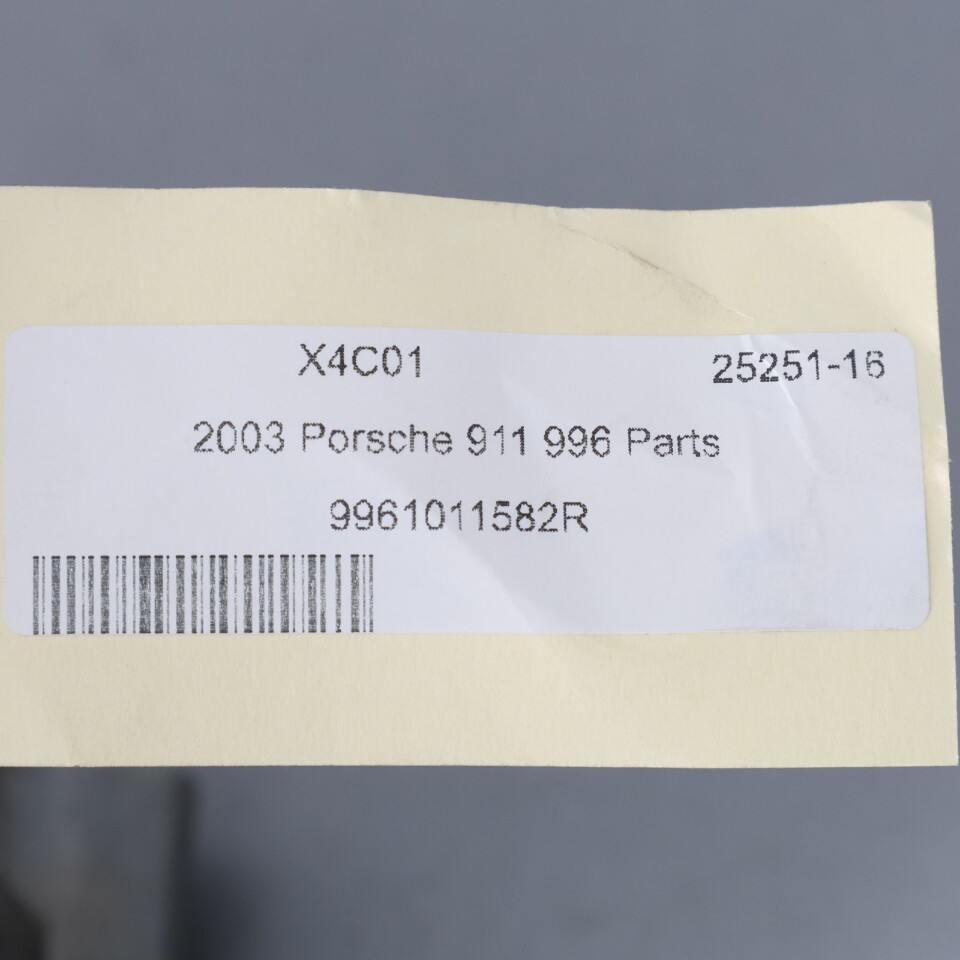 X4C01 25251-16
2003 Porsche 911 996 Parts
9961011582R